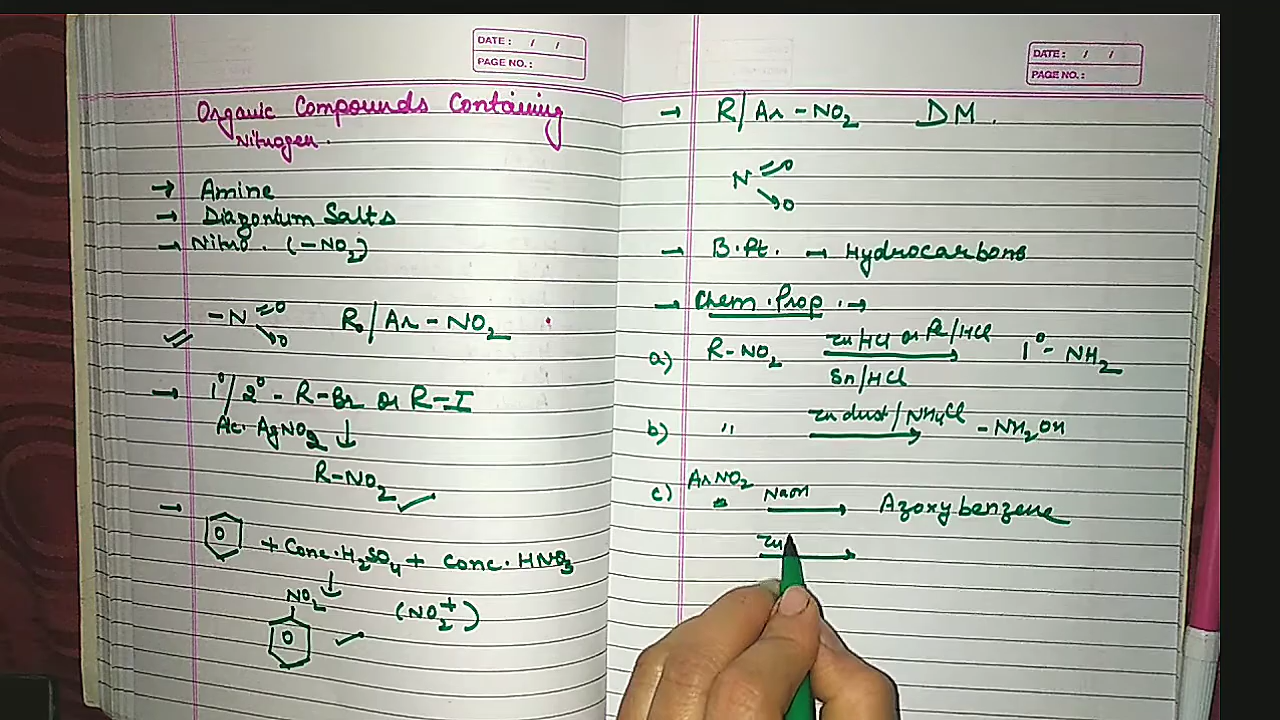 DATE: / /
PAGE NO.:
Organic Compounds Containing
Nitrogen.
→ Amine
→ Diazonium Salts
→ Nitro. (-NO2)
-N=O →O R/Ar-NO2
→ 1°/2° - R-Br or R-I
Alc. AgNO2 ↓
R-NO2 ✓
→ + Conc. H2SO4 + Conc. HNO3
↓
NO2 (NO2+)
DATE: / /
PAGE NO.:
→ R/Ar-NO2 DM.
N=O →O
→ B.Pt. → Hydrocarbons
→ Chem. Prop. →
a) R-NO2 Zn/HCl or Fe/HCl 1°-NH2
Sn/HCl
b) " Zn dust/NH4Cl -NH2OH
c) ArNO2 NaOH → Azoxybenzene
Zn